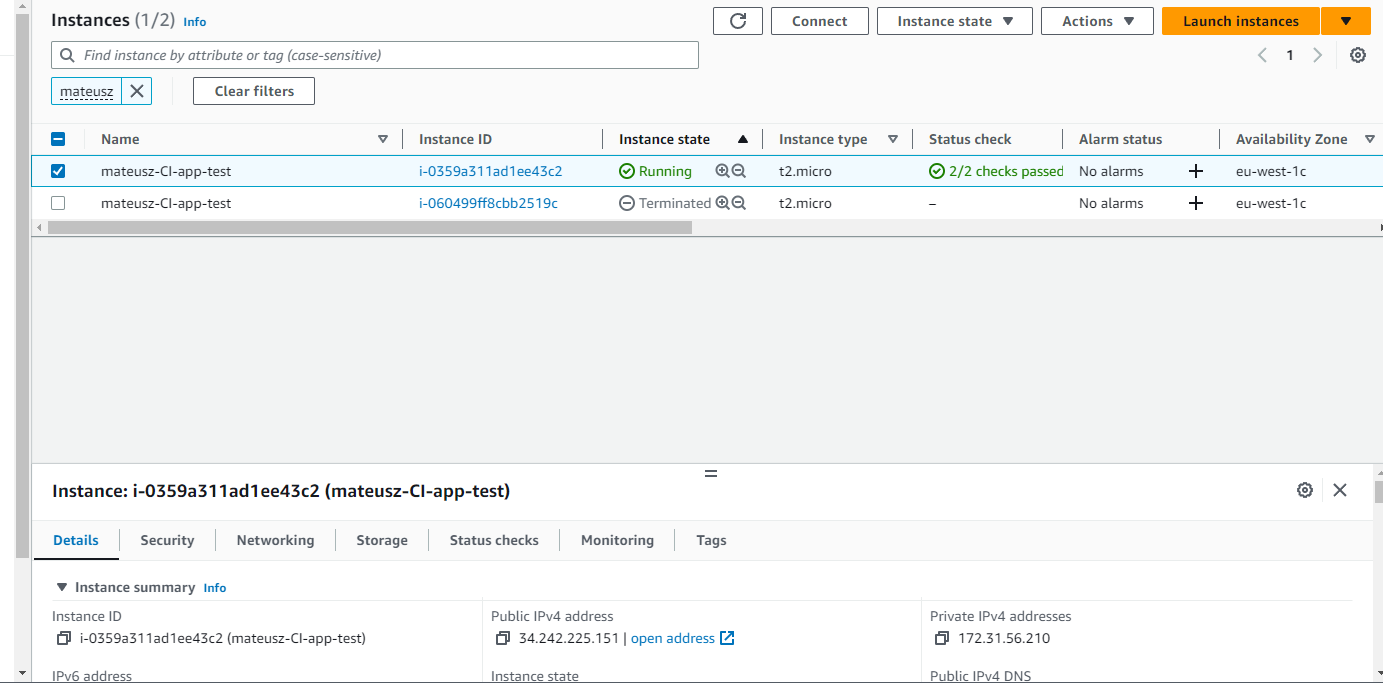 Instances (1/2) Info
Connect
Instance state
Actions
Launch instances
Find instance by attribute or tag (case-sensitive)
1
mateusz
Clear filters
Name Instance ID Instance state Instance type Status check Alarm status Availability Zone
mateusz-CI-app-test i-0359a311ad1ee43c2 Running t2.micro 2/2 checks passed No alarms + eu-west-1c
mateusz-CI-app-test i-060499ff8cbb2519c Terminated t2.micro – No alarms + eu-west-1c
Instance: i-0359a311ad1ee43c2 (mateusz-CI-app-test)
Details Security Networking Storage Status checks Monitoring Tags
Instance summary Info
Instance ID
i-0359a311ad1ee43c2 (mateusz-CI-app-test)
Public IPv4 address
34.242.225.151 | open address
Private IPv4 addresses
172.31.56.210
IPv6 address
Instance state
Public IPv4 DNS